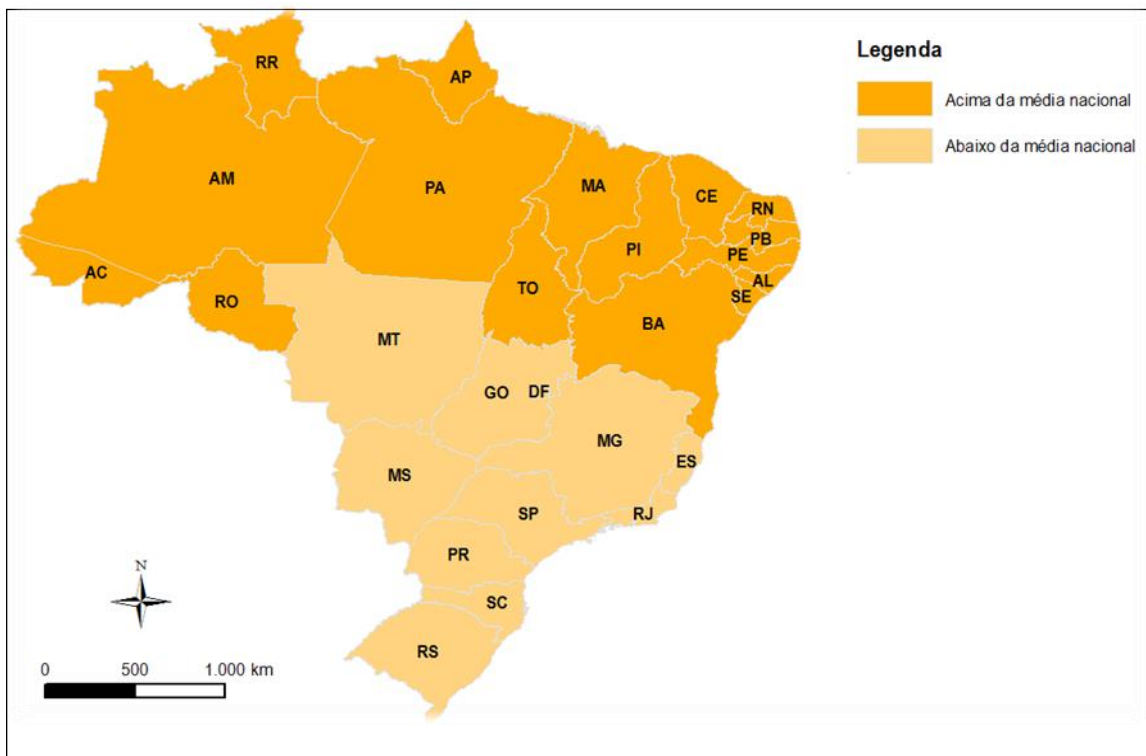 Legenda
Acima da média nacional
Abaixo da média nacional
RR
AP
AM
PA
MA
CE
RN
PB
PE
PI
AL
SE
AC
RO
TO
BA
MT
GO
DF
MG
ES
MS
SP
RJ
PR
SC
RS
N
0 500 1.000 km